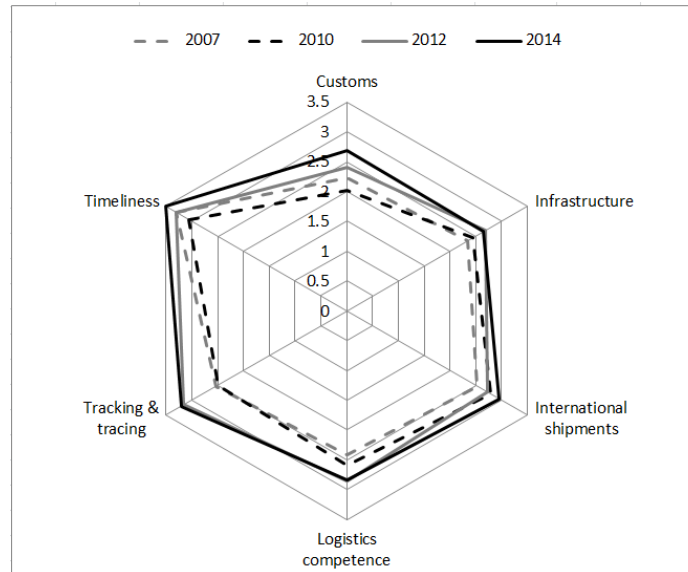 2007 2010 2012 2014
Customs
3.5
3
2.5
2
1.5
1
0.5
0
Timeliness
Infrastructure
Tracking &
tracing
International
shipments
Logistics
competence